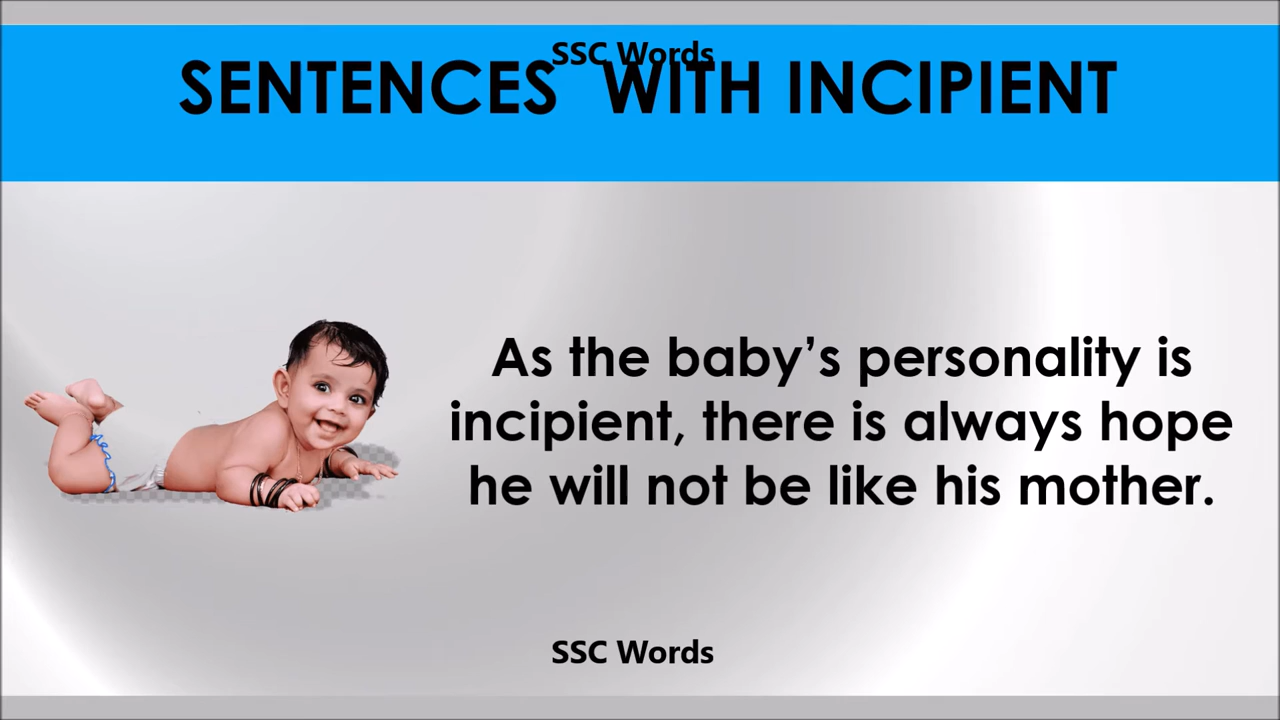 SSC Words
SENTENCES WITH INCIPIENT
As the baby’s personality is
incipient, there is always hope
he will not be like his mother.
SSC Words